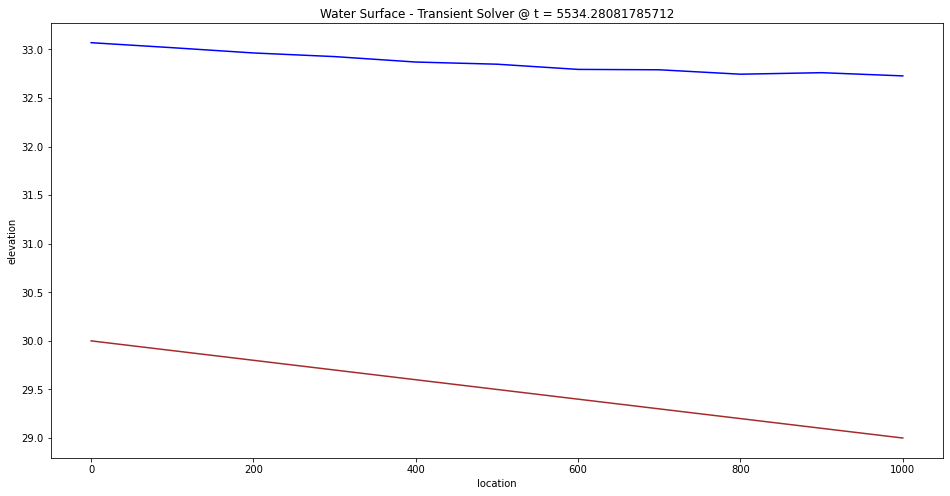 Water Surface - Transient Solver @ t = 5534.28081785712
33.0
32.5
32.0
31.5
31.0
30.5
30.0
29.5
29.0
elevation
0 200 400 600 800 1000
location